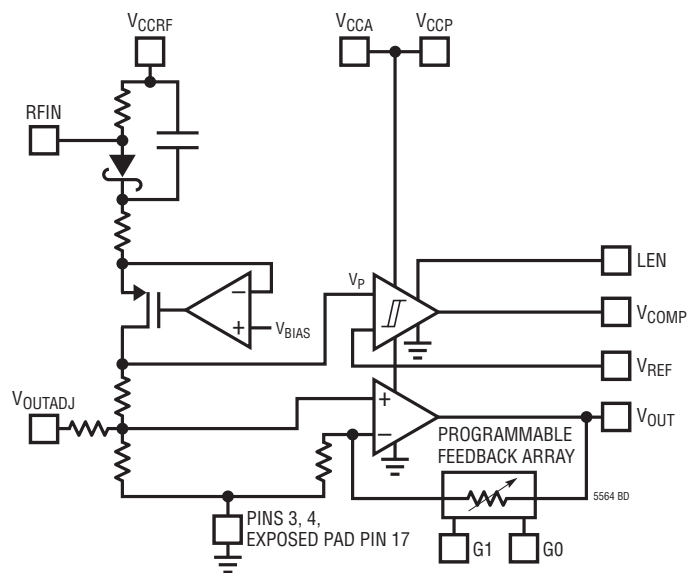 VCCRF
VCCA
VCCP
RFIN
LEN
VP
VCOMP
–
+
VBIAS
VREF
VOUTADJ
+
–
VOUT
PROGRAMMABLE
FEEDBACK ARRAY
5564 BD
PINS 3, 4,
EXPOSED PAD PIN 17
G1
G0